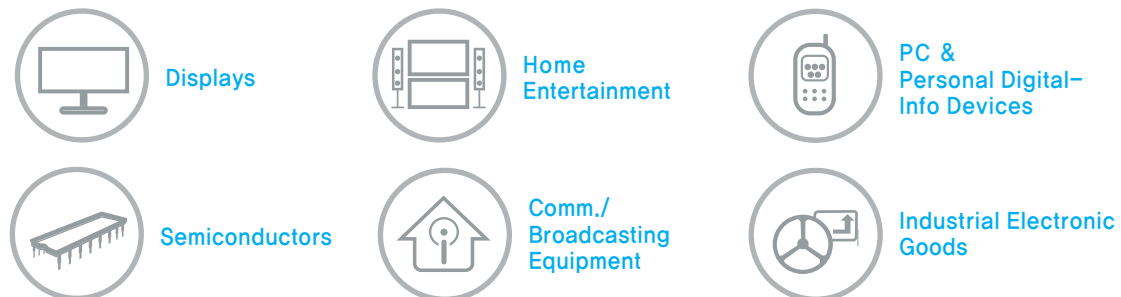 Displays
Home
Entertainment
PC &
Personal Digital-
Info Devices
Semiconductors
Comm./
Broadcasting
Equipment
Industrial Electronic
Goods